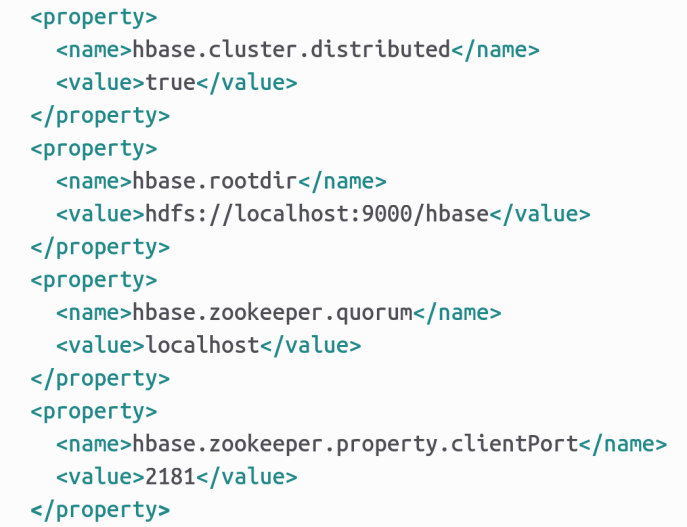 <property>
  <name>hbase.cluster.distributed</name>
  <value>true</value>
</property>
<property>
  <name>hbase.rootdir</name>
  <value>hdfs://localhost:9000/hbase</value>
</property>
<property>
  <name>hbase.zookeeper.quorum</name>
  <value>localhost</value>
</property>
<property>
  <name>hbase.zookeeper.property.clientPort</name>
  <value>2181</value>
</property>